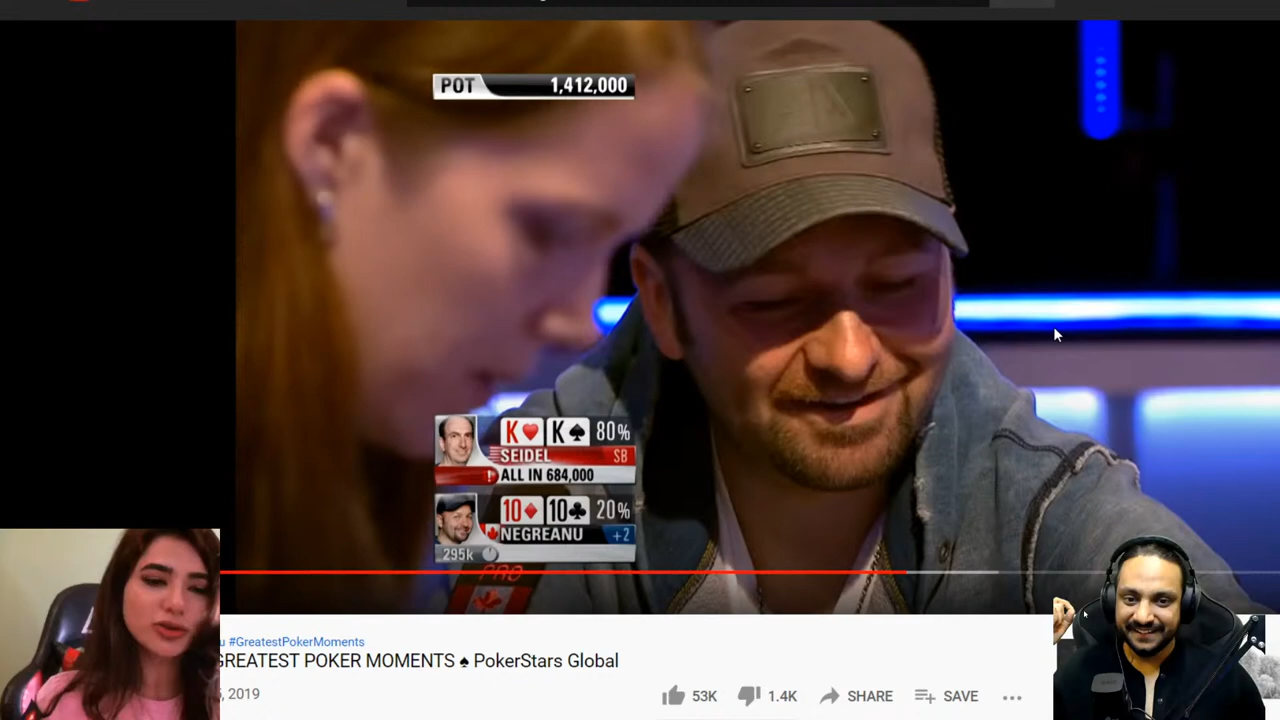 POT 1,412,000
K K 80%
SEIDEL SB
ALL IN 684,000
10 10 20%
NEGREANU +2
295k
PRO
#GreatestPokerMoments
GREATEST POKER MOMENTS ♠ PokerStars Global
, 2019
53K 1.4K SHARE SAVE